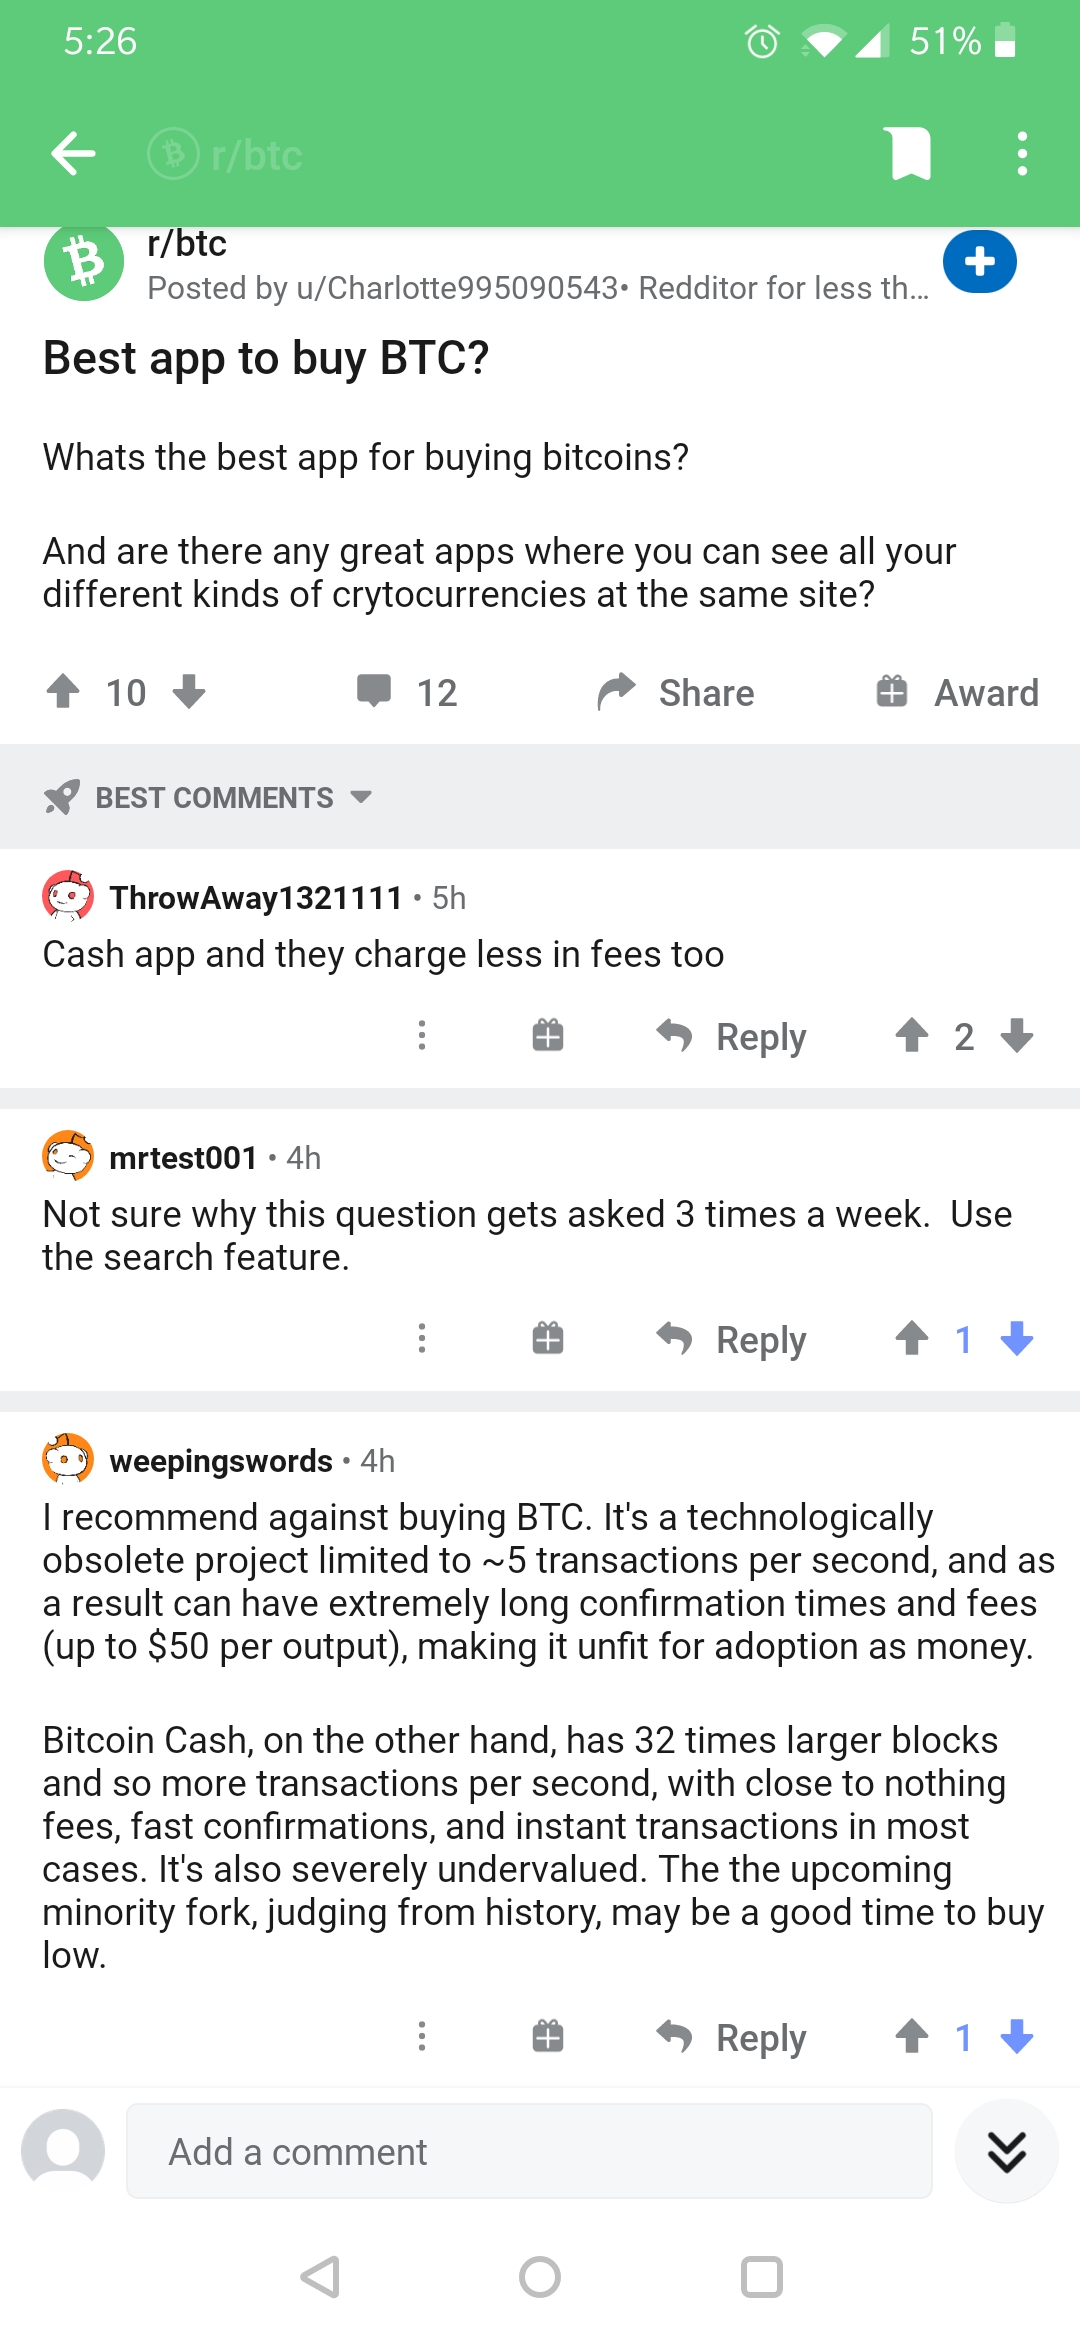 5:26
51%
r/btc
r/btc
Posted by u/Charlotte995090543• Redditor for less th...
Best app to buy BTC?
Whats the best app for buying bitcoins?
And are there any great apps where you can see all your
different kinds of crytocurrencies at the same site?
10
12
Share
Award
BEST COMMENTS
ThrowAway1321111 • 5h
Cash app and they charge less in fees too
Reply
2
mrtest001 • 4h
Not sure why this question gets asked 3 times a week.  Use
the search feature.
Reply
1
weepingswords • 4h
I recommend against buying BTC. It's a technologically
obsolete project limited to ~5 transactions per second, and as
a result can have extremely long confirmation times and fees
(up to $50 per output), making it unfit for adoption as money.
Bitcoin Cash, on the other hand, has 32 times larger blocks
and so more transactions per second, with close to nothing
fees, fast confirmations, and instant transactions in most
cases. It's also severely undervalued. The the upcoming
minority fork, judging from history, may be a good time to buy
low.
Reply
1
Add a comment